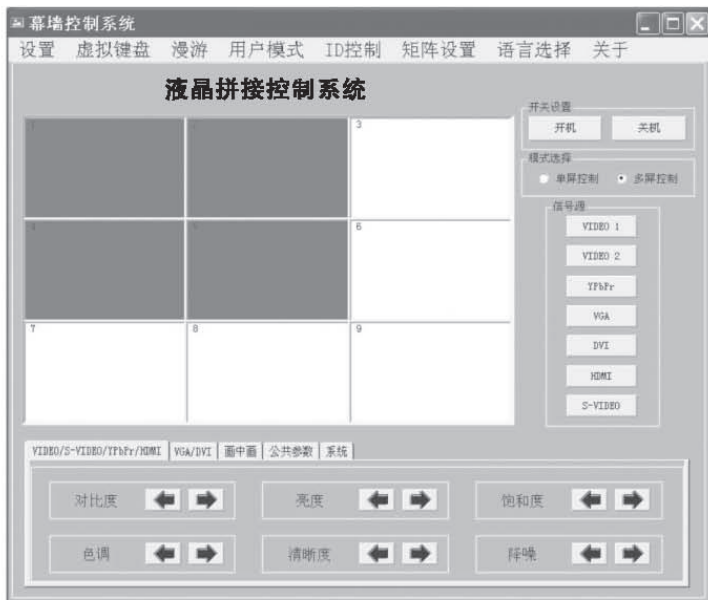 幕墙控制系统
设置 虚拟键盘 漫游 用户模式 ID控制 矩阵设置 语言选择 关于
液晶拼接控制系统
开关设置
开机 关机
模式选择
单屏控制 多屏控制
信号源
VIDEO 1
VIDEO 2
YPbPr
VGA
DVI
HDMI
S-VIDEO
1 2 3
4 5 6
7 8 9
VIDEO/S-VIDEO/YPbPr/HDMI VGA/DVI 画中画 公共参数 系统
对比度 亮度 饱和度
色调 清晰度 降噪